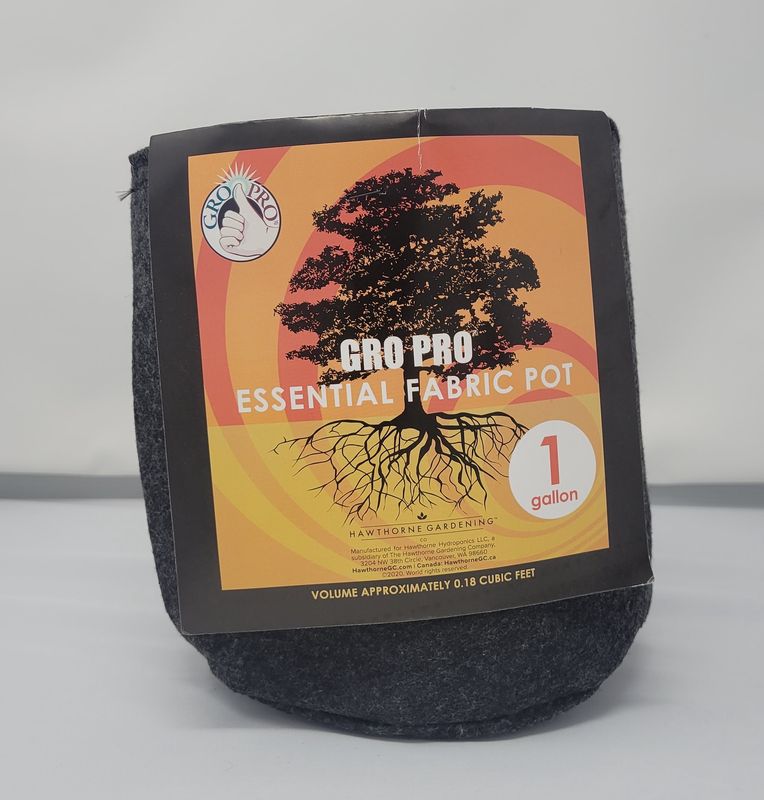 GRO PRO
GRO PRO
ESSENTIAL FABRIC POT
1
gallon
HAWTHORNE GARDENING™
CO
Manufactured for Hawthorne Hydroponics LLC, a
subsidiary of The Hawthorne Gardening Company.
3204 NW 38th Circle, Vancouver, WA 98660
HawthorneGC.com | Canada: HawthorneGC.ca
©2020. World rights reserved.
VOLUME APPROXIMATELY 0.18 CUBIC FEET